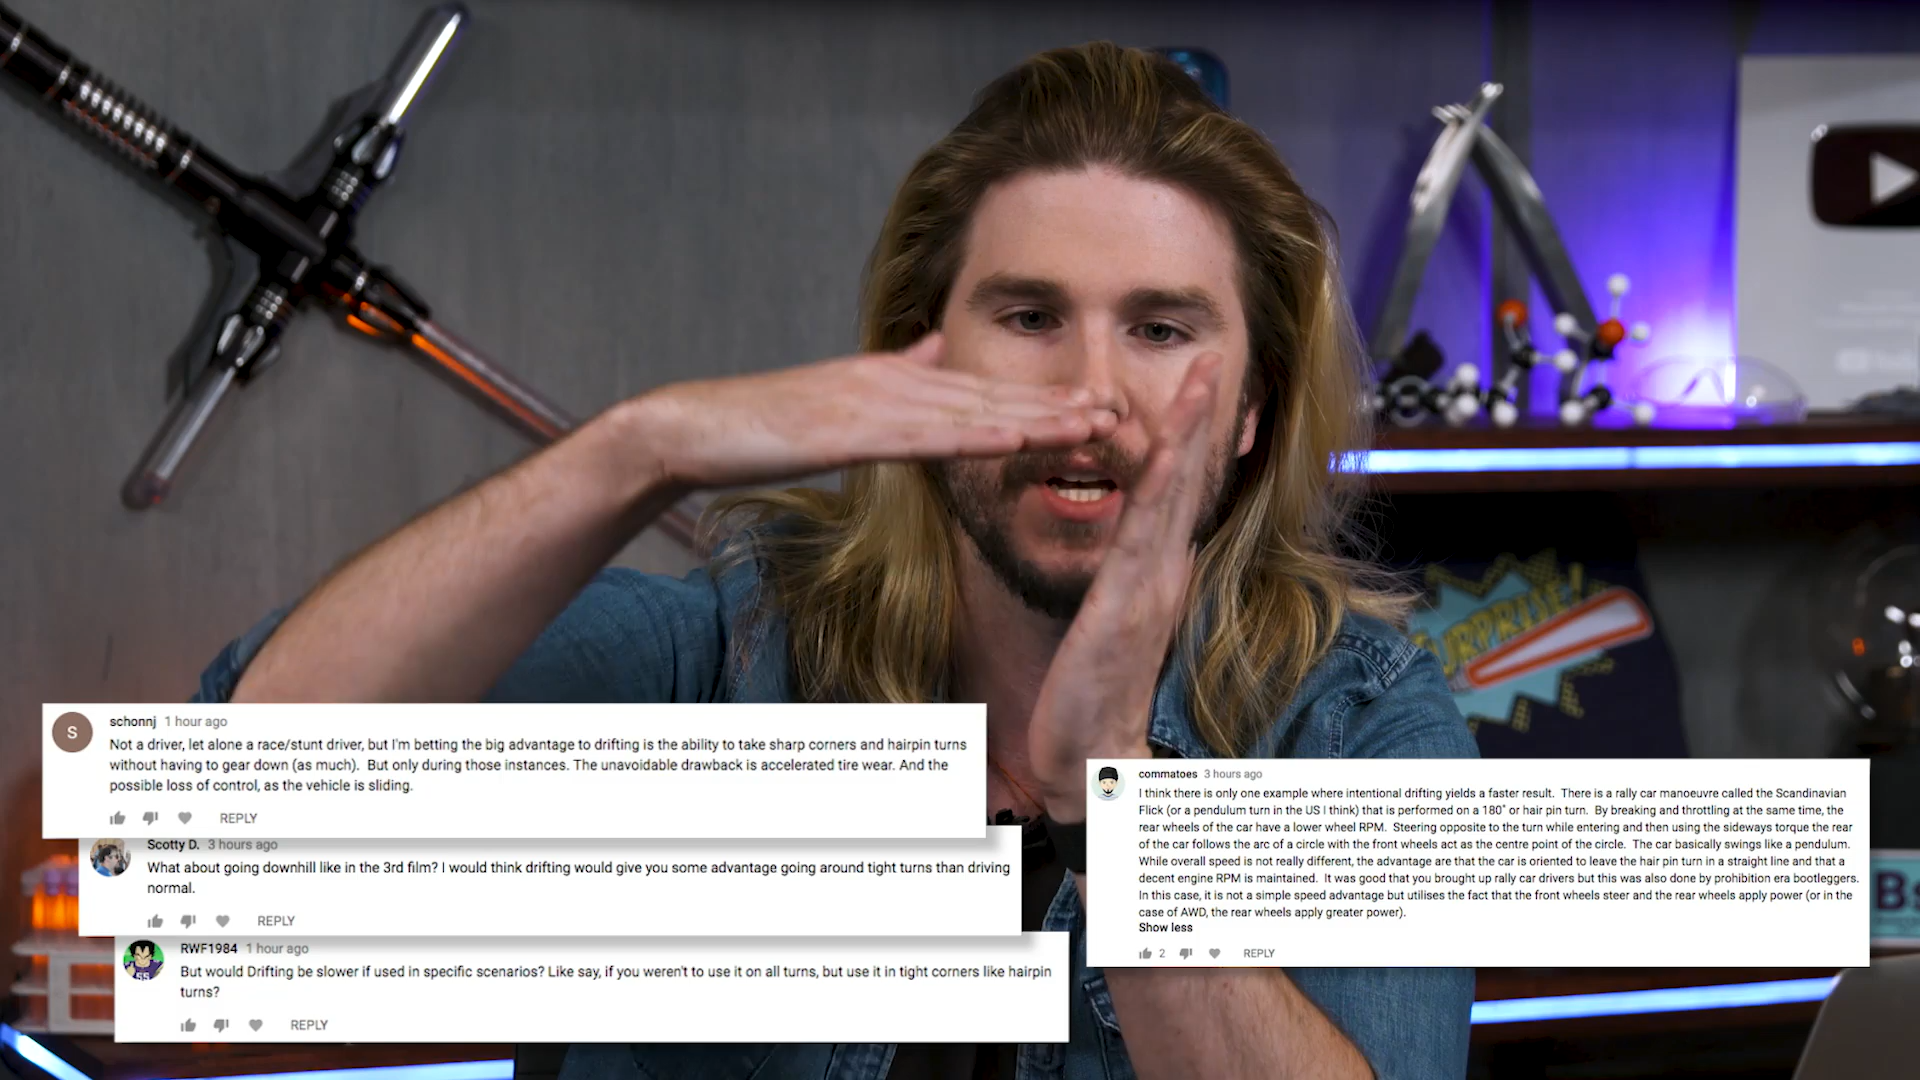 SURPRISE!
S
schonnj 1 hour ago
Not a driver, let alone a race/stunt driver, but I'm betting the big advantage to drifting is the ability to take sharp corners and hairpin turns
without having to gear down (as much). But only during those instances. The unavoidable drawback is accelerated tire wear. And the
possible loss of control, as the vehicle is sliding.
REPLY
Scotty D. 3 hours ago
What about going downhill like in the 3rd film? I would think drifting would give you some advantage going around tight turns than driving
normal.
REPLY
RWF1984 1 hour ago
But would Drifting be slower if used in specific scenarios? Like say, if you weren't to use it on all turns, but use it in tight corners like hairpin
turns?
REPLY
commatoes 3 hours ago
I think there is only one example where intentional drifting yields a faster result. There is a rally car manoeuvre called the Scandinavian
Flick (or a pendulum turn in the US I think) that is performed on a 180˚ or hair pin turn. By breaking and throttling at the same time, the
rear wheels of the car have a lower wheel RPM. Steering opposite to the turn while entering and then using the sideways torque the rear
of the car follows the arc of a circle with the front wheels act as the centre point of the circle. The car basically swings like a pendulum.
While overall speed is not really different, the advantage are that the car is oriented to leave the hair pin turn in a straight line and that a
decent engine RPM is maintained. It was good that you brought up rally car drivers but this was also done by prohibition era bootleggers.
In this case, it is not a simple speed advantage but utilises the fact that the front wheels steer and the rear wheels apply power (or in the
case of AWD, the rear wheels apply greater power).
Show less
2 REPLY
Bs